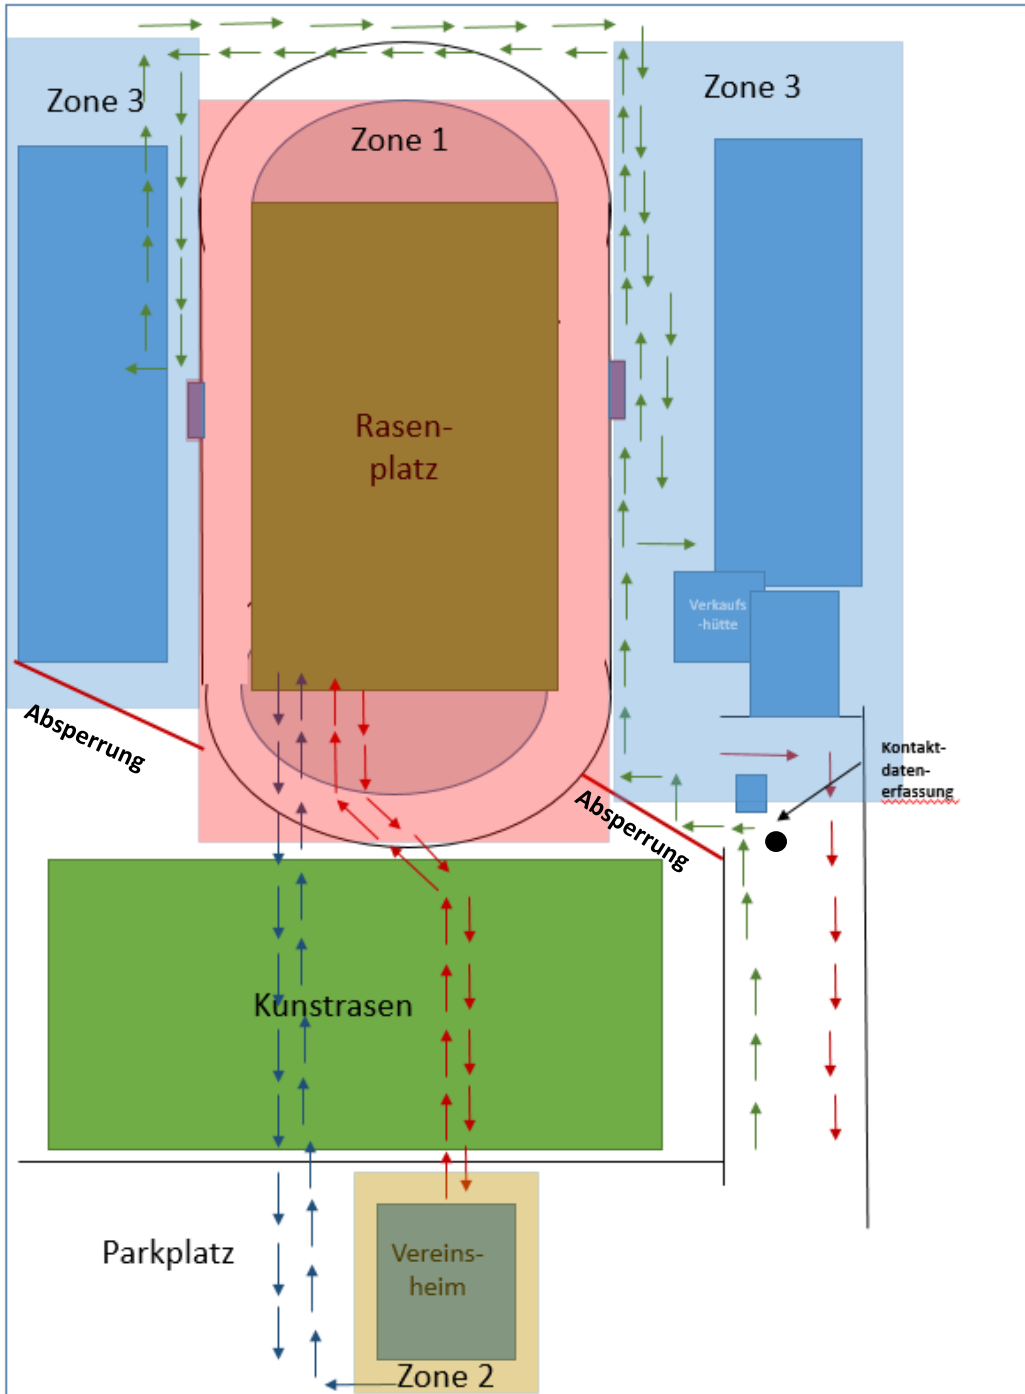 Zone 3
Zone 3
Zone 1
Rasen-
platz
Verkaufs
-hütte
Absperrung
Kontakt-
daten-
erfassung
Absperrung
Kunstrasen
Parkplatz
Vereins-
heim
Zone 2